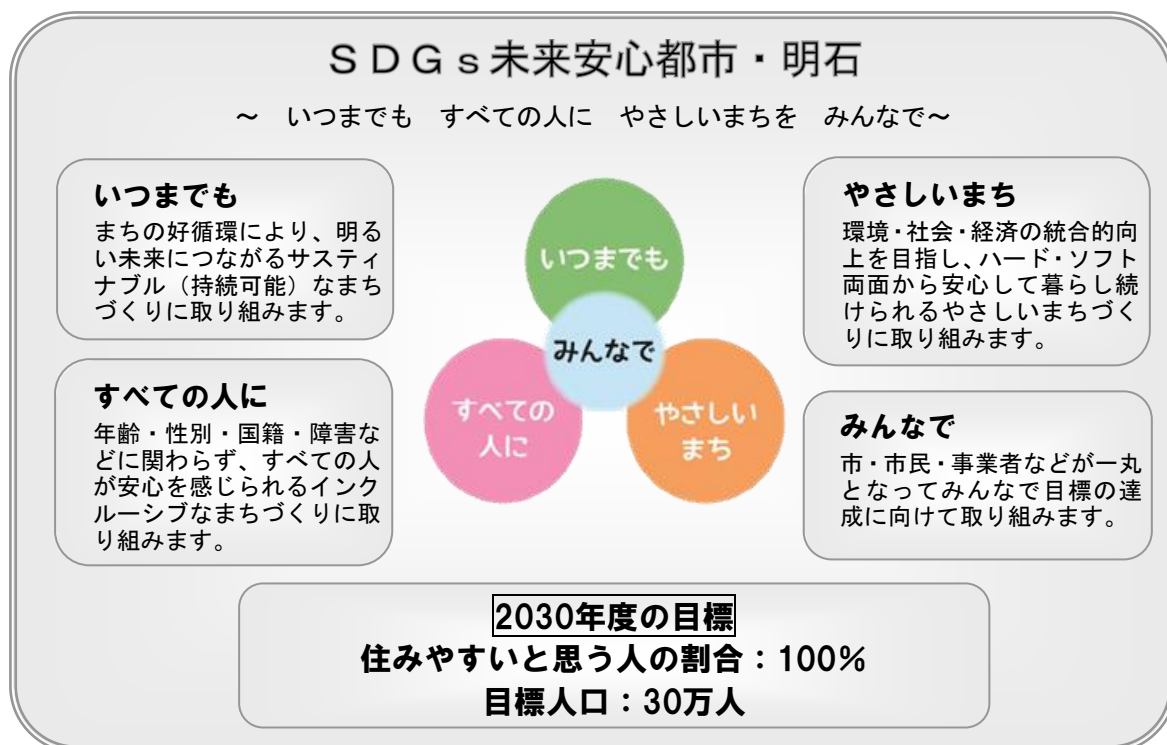 SDGs未来安心都市・明石
～ いつまでも すべての人に やさしいまちを みんなで～
いつまでも
まちの好循環により、明る
い未来につながるサスティ
ナブル（持続可能）なまち
づくりに取り組みます。
すべての人に
年齢・性別・国籍・障害な
どに関わらず、すべての人
が安心を感じられるインク
ルーシブなまちづくりに取
り組みます。
いつまでも
みんなで
すべての
人に
やさしい
まち
やさしいまち
環境・社会・経済の統合的向
上を目指し、ハード・ソフト
両面から安心して暮らし続
けられるやさしいまちづく
りに取り組みます。
みんなで
市・市民・事業者などが一丸
となってみんなで目標の達
成に向けて取り組みます。
2030年度の目標
住みやすいと思う人の割合：100％
目標人口：30万人